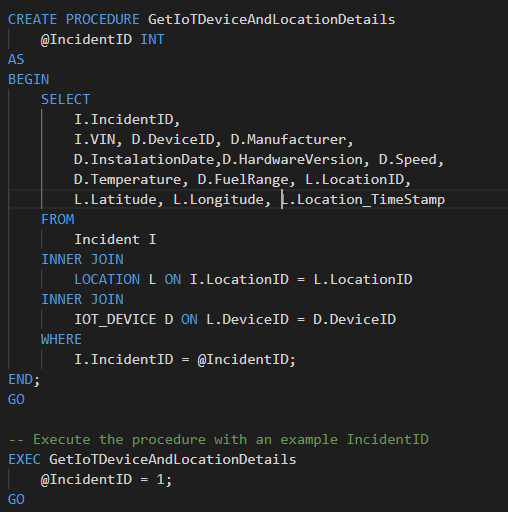 CREATE PROCEDURE GetIoTDeviceAndLocationDetails
@IncidentID INT
AS
BEGIN
SELECT
I.IncidentID,
I.VIN, D.DeviceID, D.Manufacturer,
D.InstalationDate,D.HardwareVersion, D.Speed,
D.Temperature, D.FuelRange, L.LocationID,
L.Latitude, L.Longitude, L.Location_TimeStamp
FROM
Incident I
INNER JOIN
LOCATION L ON I.LocationID = L.LocationID
INNER JOIN
IOT_DEVICE D ON L.DeviceID = D.DeviceID
WHERE
I.IncidentID = @IncidentID;
END;
GO
-- Execute the procedure with an example IncidentID
EXEC GetIoTDeviceAndLocationDetails
@IncidentID = 1;
GO